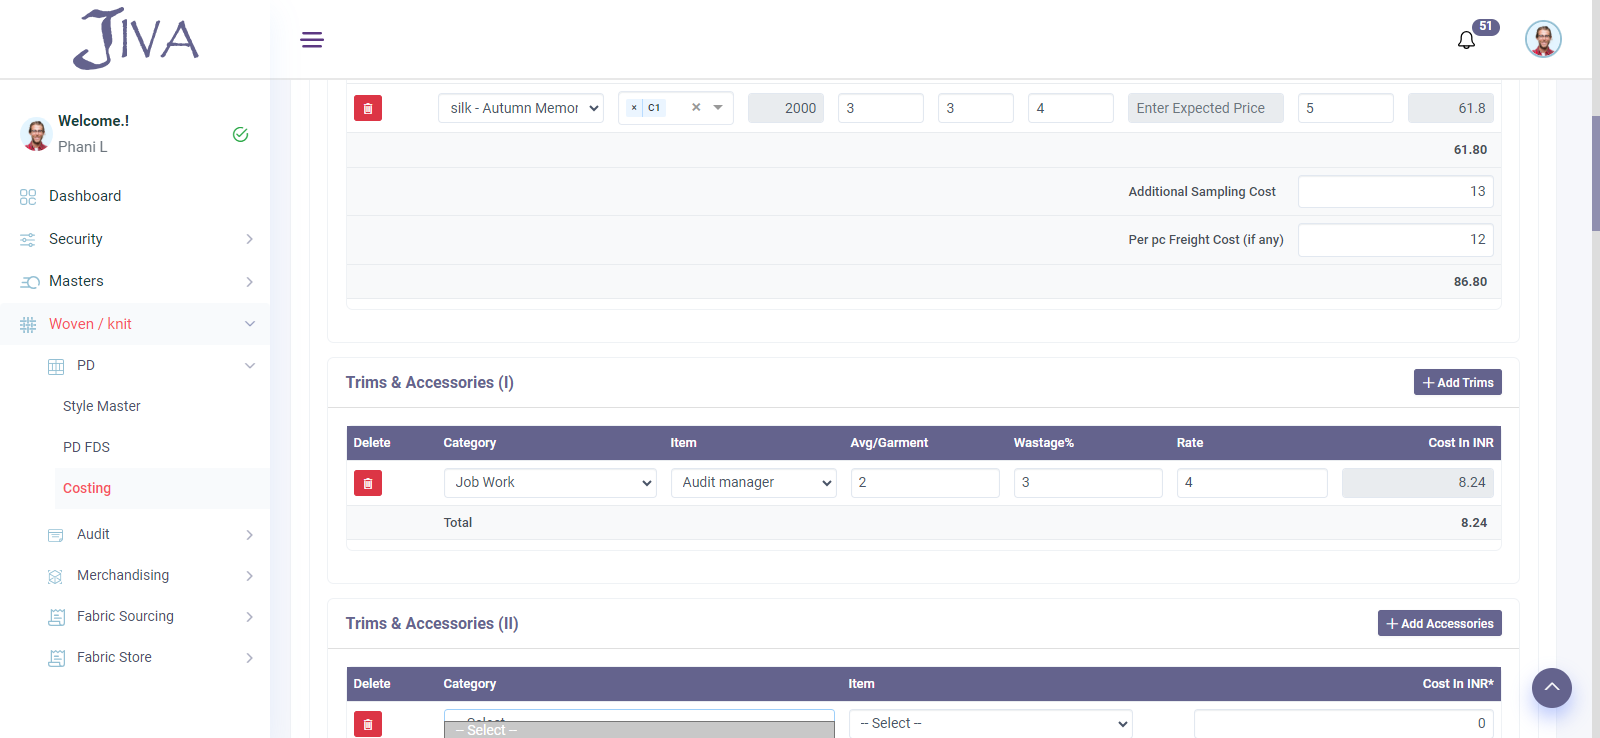 JIVA
51
Welcome.!
Phani L
Dashboard
Security
Masters
Woven / knit
PD
Style Master
PD FDS
Costing
Audit
Merchandising
Fabric Sourcing
Fabric Store
silk - Autumn Memor × C1 × 2000 3 3 4 Enter Expected Price 5 61.8
61.80
Additional Sampling Cost 13
Per pc Freight Cost (if any) 12
86.80
Trims & Accessories (I) + Add Trims
Delete Category Item Avg/Garment Wastage% Rate Cost In INR
Job Work Audit manager 2 3 4 8.24
Total 8.24
Trims & Accessories (II) + Add Accessories
Delete Category Item Cost In INR*
-- Select -- -- Select -- 0
-- Select --